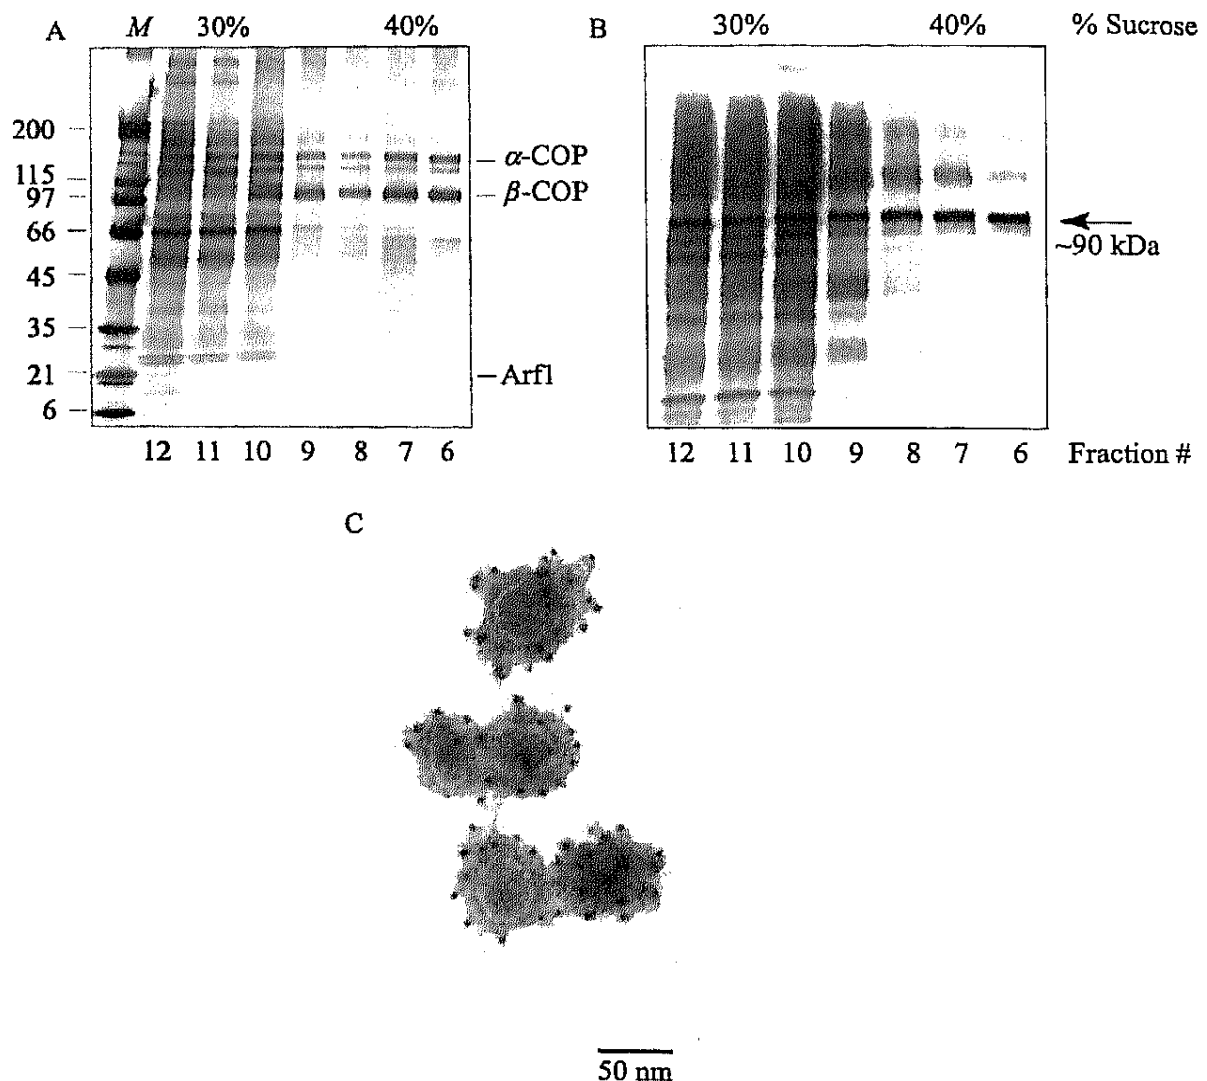 A M 30% 40% B 30% 40% % Sucrose
200
115
97
66
45
35
21
6
α-COP
β-COP
Arf1
~90 kDa
12 11 10 9 8 7 6
12 11 10 9 8 7 6 Fraction #
C
50 nm